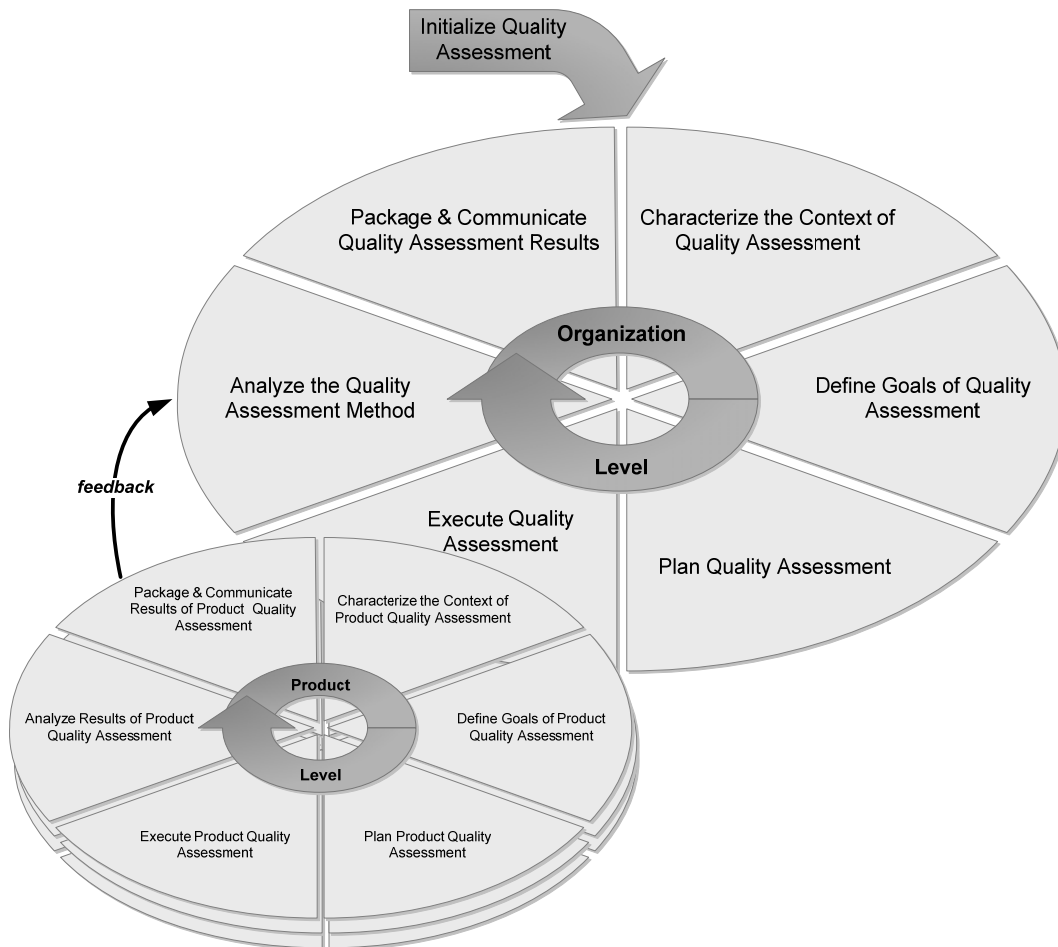 Initialize Quality
Assessment
Package & Communicate
Quality Assessment Results
Characterize the Context of
Quality Assessment
Organization
Analyze the Quality
Assessment Method
Define Goals of Quality
Assessment
Level
feedback
Execute Quality
Assessment
Plan Quality Assessment
Package & Communicate
Results of Product Quality
Assessment
Characterize the Context of
Product Quality Assessment
Product
Analyze Results of Product
Quality Assessment
Define Goals of Product
Quality Assessment
Level
Execute Product Quality
Assessment
Plan Product Quality
Assessment